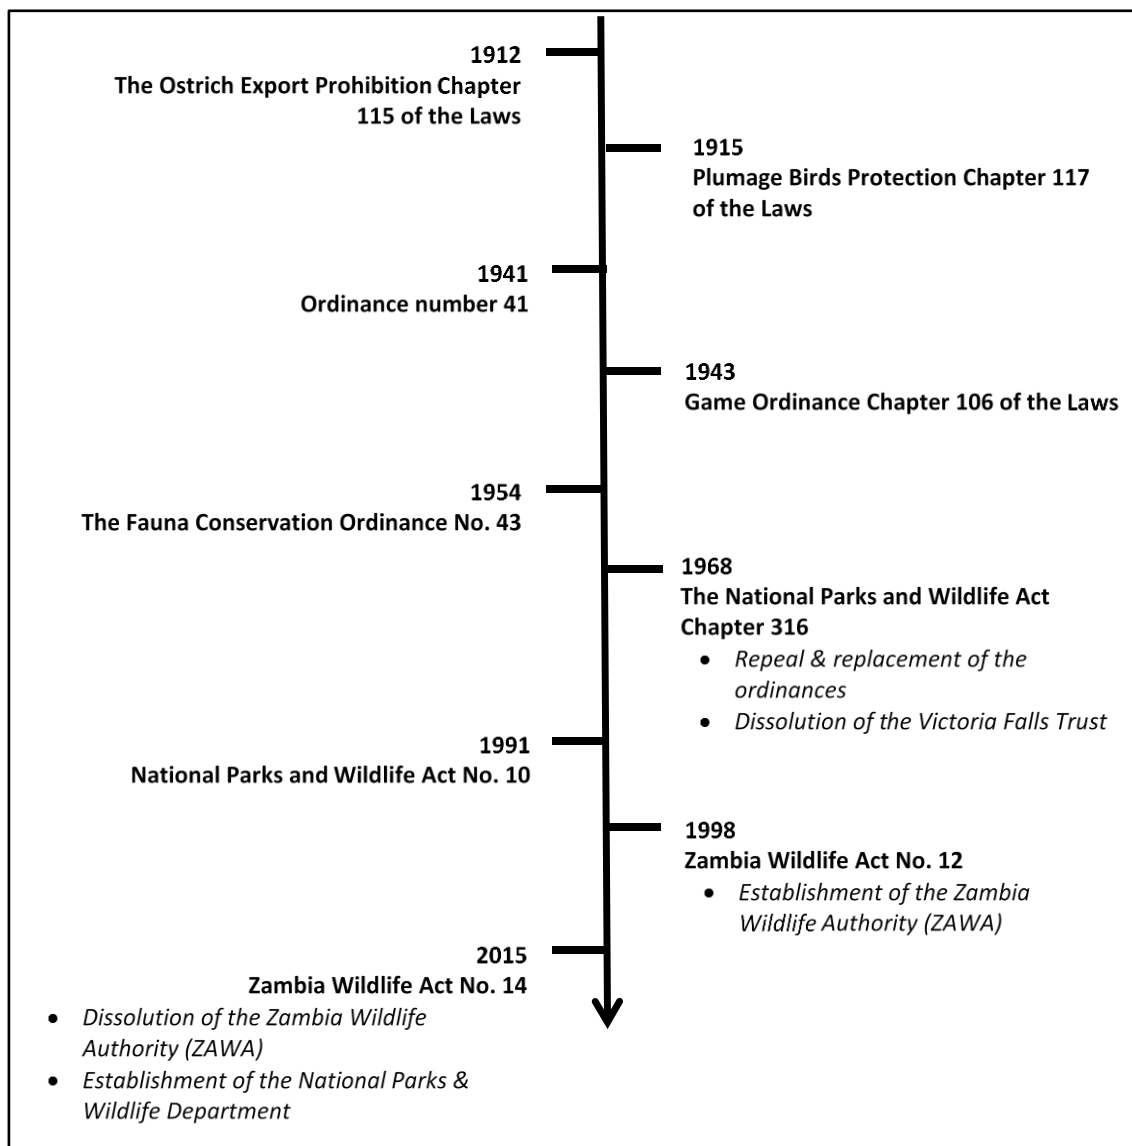 1912
The Ostrich Export Prohibition Chapter
115 of the Laws
1915
Plumage Birds Protection Chapter 117
of the Laws
1941
Ordinance number 41
1943
Game Ordinance Chapter 106 of the Laws
1954
The Fauna Conservation Ordinance No. 43
1968
The National Parks and Wildlife Act
Chapter 316
• Repeal & replacement of the
ordinances
• Dissolution of the Victoria Falls Trust
1991
National Parks and Wildlife Act No. 10
1998
Zambia Wildlife Act No. 12
• Establishment of the Zambia
Wildlife Authority (ZAWA)
2015
Zambia Wildlife Act No. 14
• Dissolution of the Zambia Wildlife
Authority (ZAWA)
• Establishment of the National Parks &
Wildlife Department